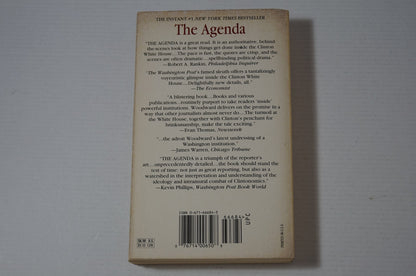 THE INSTANT #1 NEW YORK TIMES BESTSELLER
The Agenda
"THE AGENDA is a great read. It is an authoritative, behind-
the-scenes look at how things get done inside the Clinton
White House....The pace is fast, the quotes are crisp, and the
scenes are often dramatic...spellbinding political drama."
—Robert A. Rankin, Philadelphia Inquirer
"The Washington Post's famed sleuth offers a tantalizingly
voyeuristic glimpse inside the Clinton White
House....Delightfully new details, all."
—The Economist
"A blistering book...Books and various
publications...routinely purport to take readers 'inside'
powerful institutions. Woodward delivers on the promise in a
way that other journalists almost never do...The turmoil at
the White House, together with Clinton's penchant for
brinksmanship, make the tale exciting."
—Evan Thomas, Newsweek
"...the adroit Woodward's latest undressing of a
Washington institution."
—James Warren, Chicago Tribune
"THE AGENDA is a triumph of the reporter's
art...unprecedentedly detailed...the book should stand the
test of time: not just as great reporting, but also as a
watershed in the interpretation and understanding of the
ideology and intramural combat of Clintonomics."
—Kevin Phillips, Washington Post Book World
ISBN 0-671-66684-5
66684
UPC